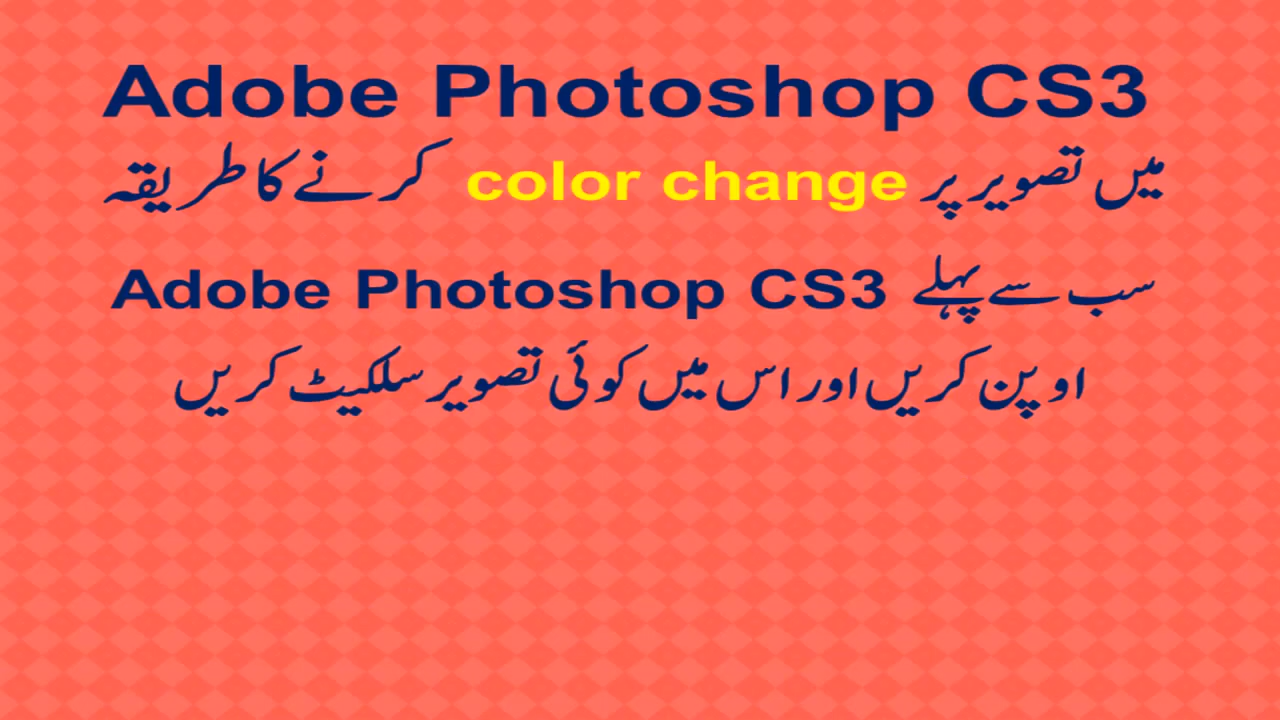 Adobe Photoshop CS3
میں تصویر پر color change کرنے کا طریقہ
سب سے پہلے Adobe Photoshop CS3
اوپن کریں اور اس میں کوئی تصویر سلکیٹ کریں